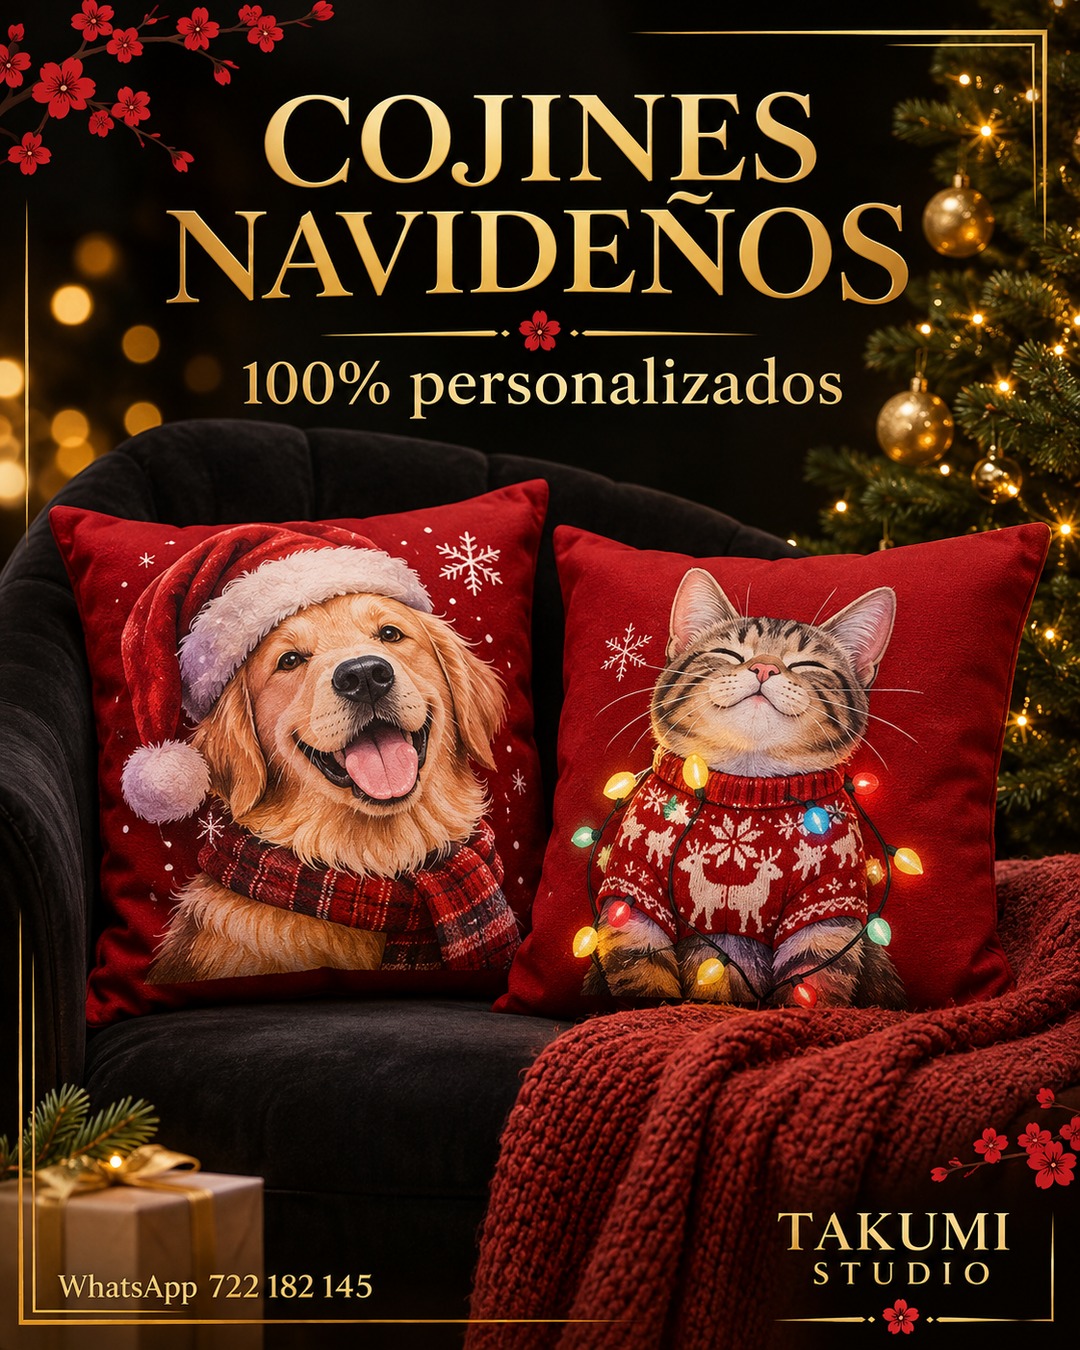 COJINES
NAVIDEÑOS
100% personalizados
WhatsApp 722 182 145
TAKUMI
STUDIO